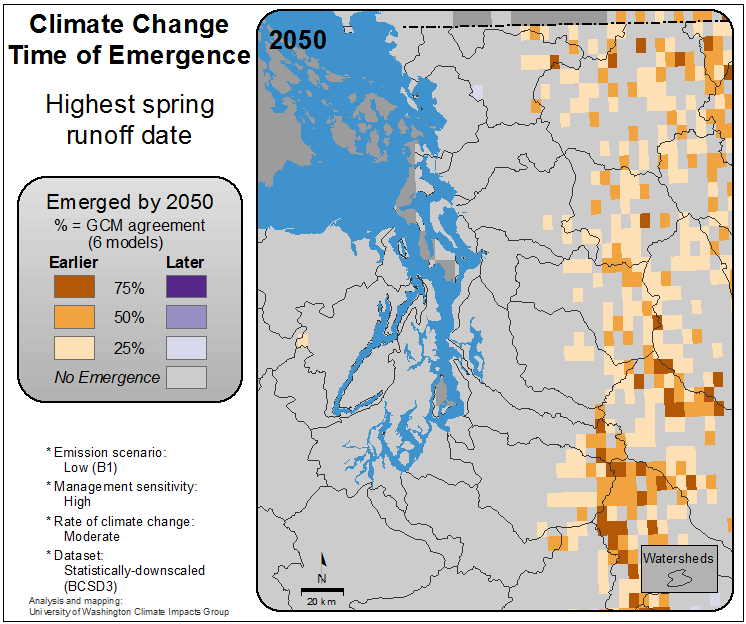 Climate Change
Time of Emergence
Highest spring
runoff date
Emerged by 2050
% = GCM agreement
(6 models)
Earlier Later
75%
50%
25%
No Emergence
* Emission scenario:
Low (B1)
* Management sensitivity:
High
* Rate of climate change:
Moderate
* Dataset:
Statistically-downscaled
(BCSD3)
Analysis and mapping:
University of Washington Climate Impacts Group
2050
N
20 km
Watersheds